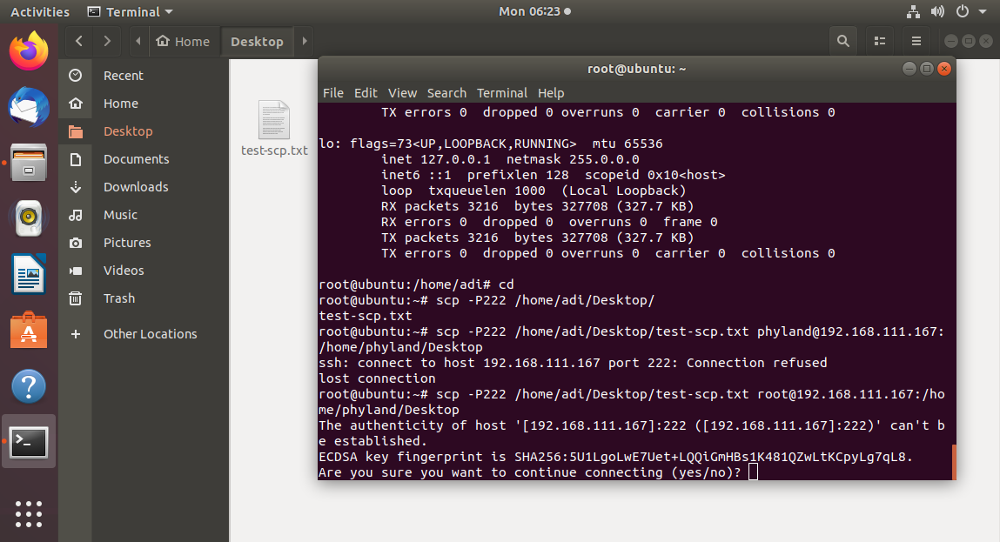 Activities
Terminal
Mon 06:23
Home
Desktop
Recent
Home
Desktop
Documents
Downloads
Music
Pictures
Videos
Trash
Other Locations
test-scp.txt
root@ubuntu: ~
File Edit View Search Terminal Help
TX errors 0 dropped 0 overruns 0 carrier 0 collisions 0
lo: flags=73<UP,LOOPBACK,RUNNING> mtu 65536
inet 127.0.0.1 netmask 255.0.0.0
inet6 ::1 prefixlen 128 scopeid 0x10<host>
loop txqueuelen 1000 (Local Loopback)
RX packets 3216 bytes 327708 (327.7 KB)
RX errors 0 dropped 0 overruns 0 frame 0
TX packets 3216 bytes 327708 (327.7 KB)
TX errors 0 dropped 0 overruns 0 carrier 0 collisions 0
root@ubuntu:/home/adi# cd
root@ubuntu:~# scp -P222 /home/adi/Desktop/
test-scp.txt
root@ubuntu:~# scp -P222 /home/adi/Desktop/test-scp.txt phyland@192.168.111.167:
/home/phyland/Desktop
ssh: connect to host 192.168.111.167 port 222: Connection refused
lost connection
root@ubuntu:~# scp -P222 /home/adi/Desktop/test-scp.txt root@192.168.111.167:/ho
me/phyland/Desktop
The authenticity of host '[192.168.111.167]:222 ([192.168.111.167]:222)' can't b
e established.
ECDSA key fingerprint is SHA256:5U1LgoLwE7Uet+LQQiGmHBs1K481QZwLtKCpyLg7qL8.
Are you sure you want to continue connecting (yes/no)?